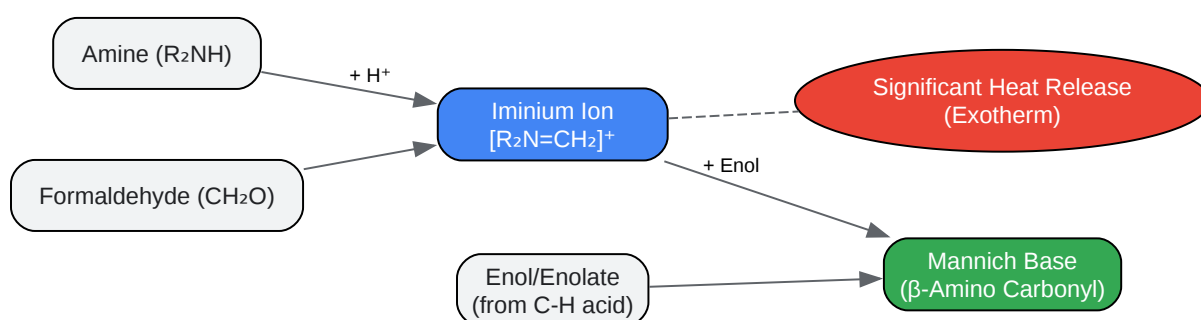 Amine (R₂NH)
+ H⁺
Iminium Ion
[R₂N=CH₂]⁺
Significant Heat Release
(Exotherm)
Formaldehyde (CH₂O)
+ Enol
Enol/Enolate
(from C-H acid)
Mannich Base
(β-Amino Carbonyl)